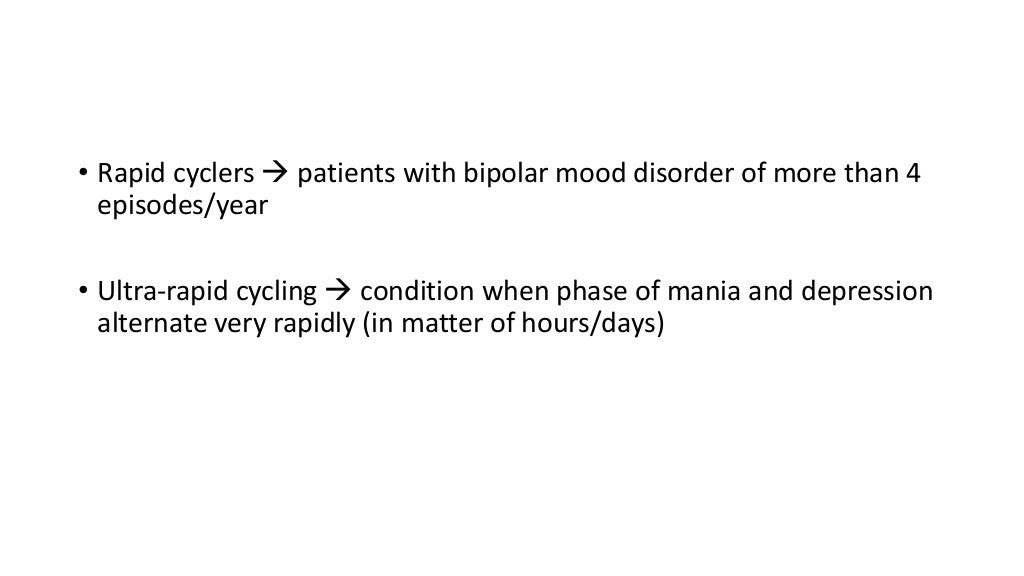 • Rapid cyclers → patients with bipolar mood disorder of more than 4
episodes/year
• Ultra-rapid cycling → condition when phase of mania and depression
alternate very rapidly (in matter of hours/days)